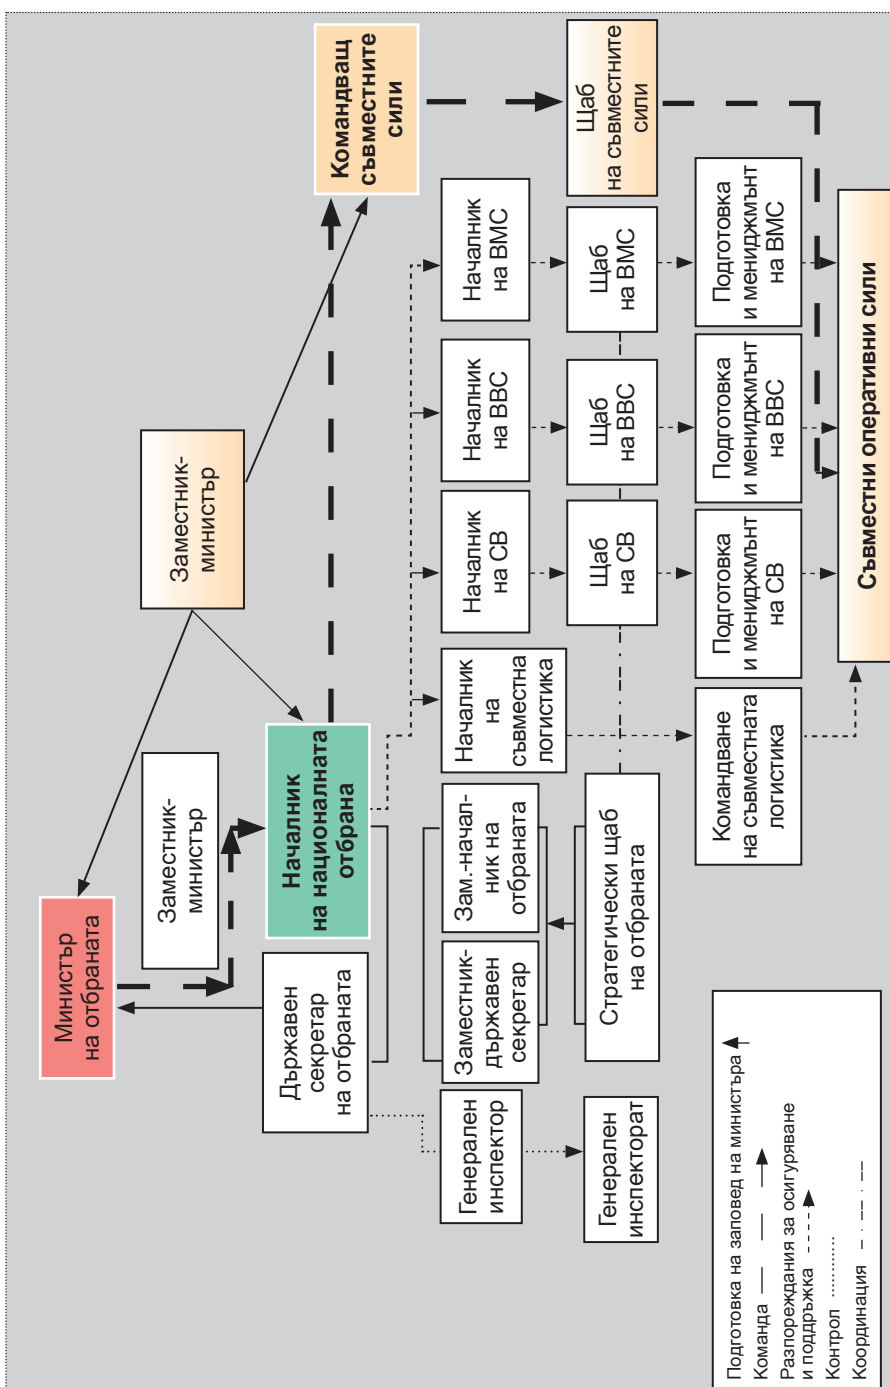 Министър
на отбраната
Заместник-
министър
Заместник-
министър
Държавен
секретар
на отбраната
Началник
на националната
отбрана
Командващ
съвместните
сили
Генерален
инспектор
Заместник-
държавен
секретар
Зам.-начал-
ник на
отбраната
Началник
на
съвместна
логистика
Началник
на СВ
Началник
на ВВС
Началник
на ВМС
Щаб
на съвместните
сили
Генерален
инспекторат
Стратегически щаб
на отбраната
Щаб
на СВ
Щаб
на ВВС
Щаб
на ВМС
Командване
на съвместната
логистика
Подготовка
и мениджмънт
на СВ
Подготовка
и мениджмънт
на ВВС
Подготовка
и мениджмънт
на ВМС
Съвместни оперативни сили
Подготовка на заповед на министъра
Команда
Разпореждания за осигуряване
и поддръжка
Контрол
Координация